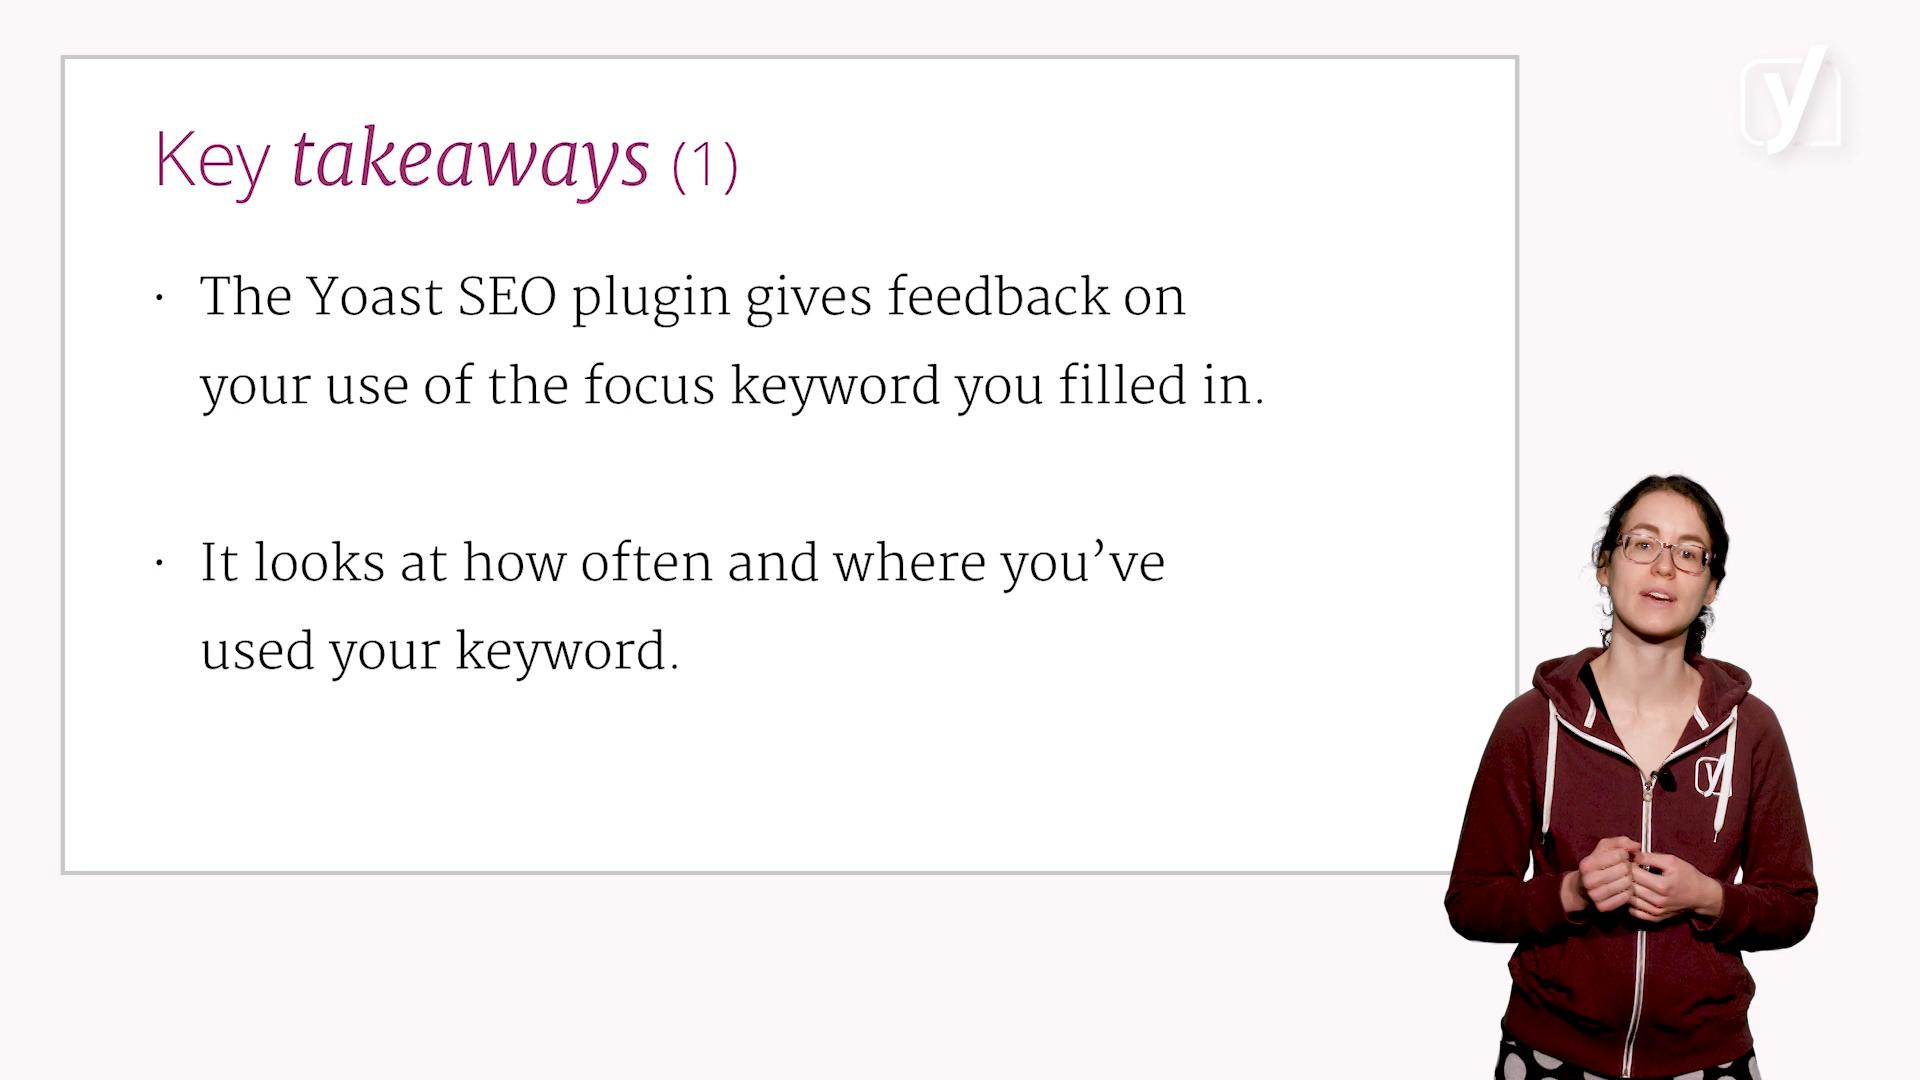 Key takeaways (1)
· The Yoast SEO plugin gives feedback on
your use of the focus keyword you filled in.
· It looks at how often and where you’ve
used your keyword.
y
y